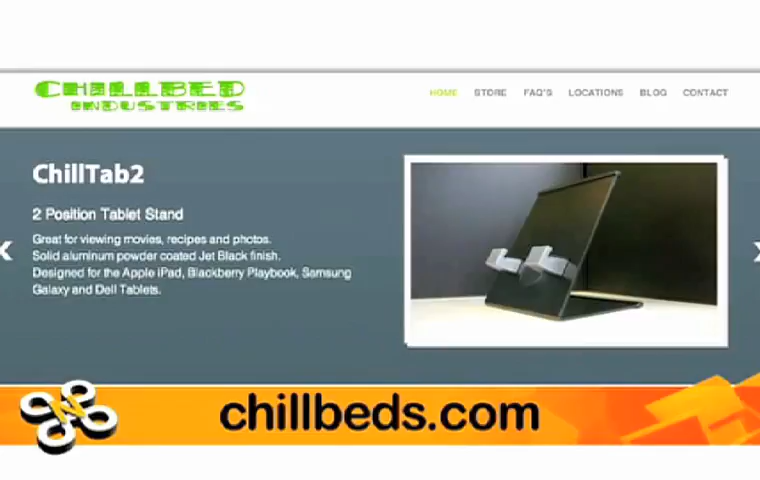 CHILLBED
INDUSTRIES
HOME STORE FAQ'S LOCATIONS BLOG CONTACT
ChillTab2
2 Position Tablet Stand
Great for viewing movies, recipes and photos.
Solid aluminum powder coated Jet Black finish.
Designed for the Apple iPad, Blackberry Playbook, Samsung
Galaxy and Dell Tablets.
N
chillbeds.com